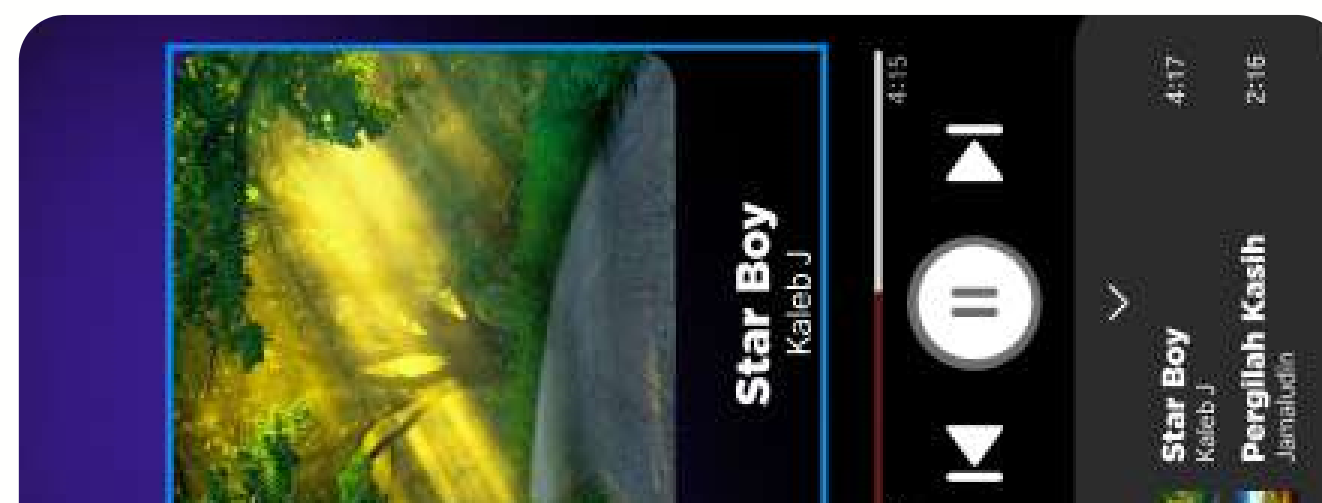 Star Boy
Kaleb J
4:15
Star Boy
4:17
Kaleb J
Pergilah Kasih
2:16
Jamaludin